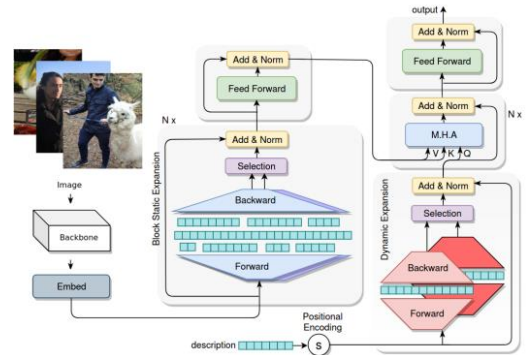 output
Add & Norm
Feed Forward
Add & Norm
Feed Forward
Add & Norm
N x
M.H.A
V K Q
N x
Image
Backbone
Embed
Block Static Expansion
Add & Norm
Selection
Backward
Forward
Dynamic Expansion
Add & Norm
Selection
Backward
Forward
Positional
Encoding
description
S